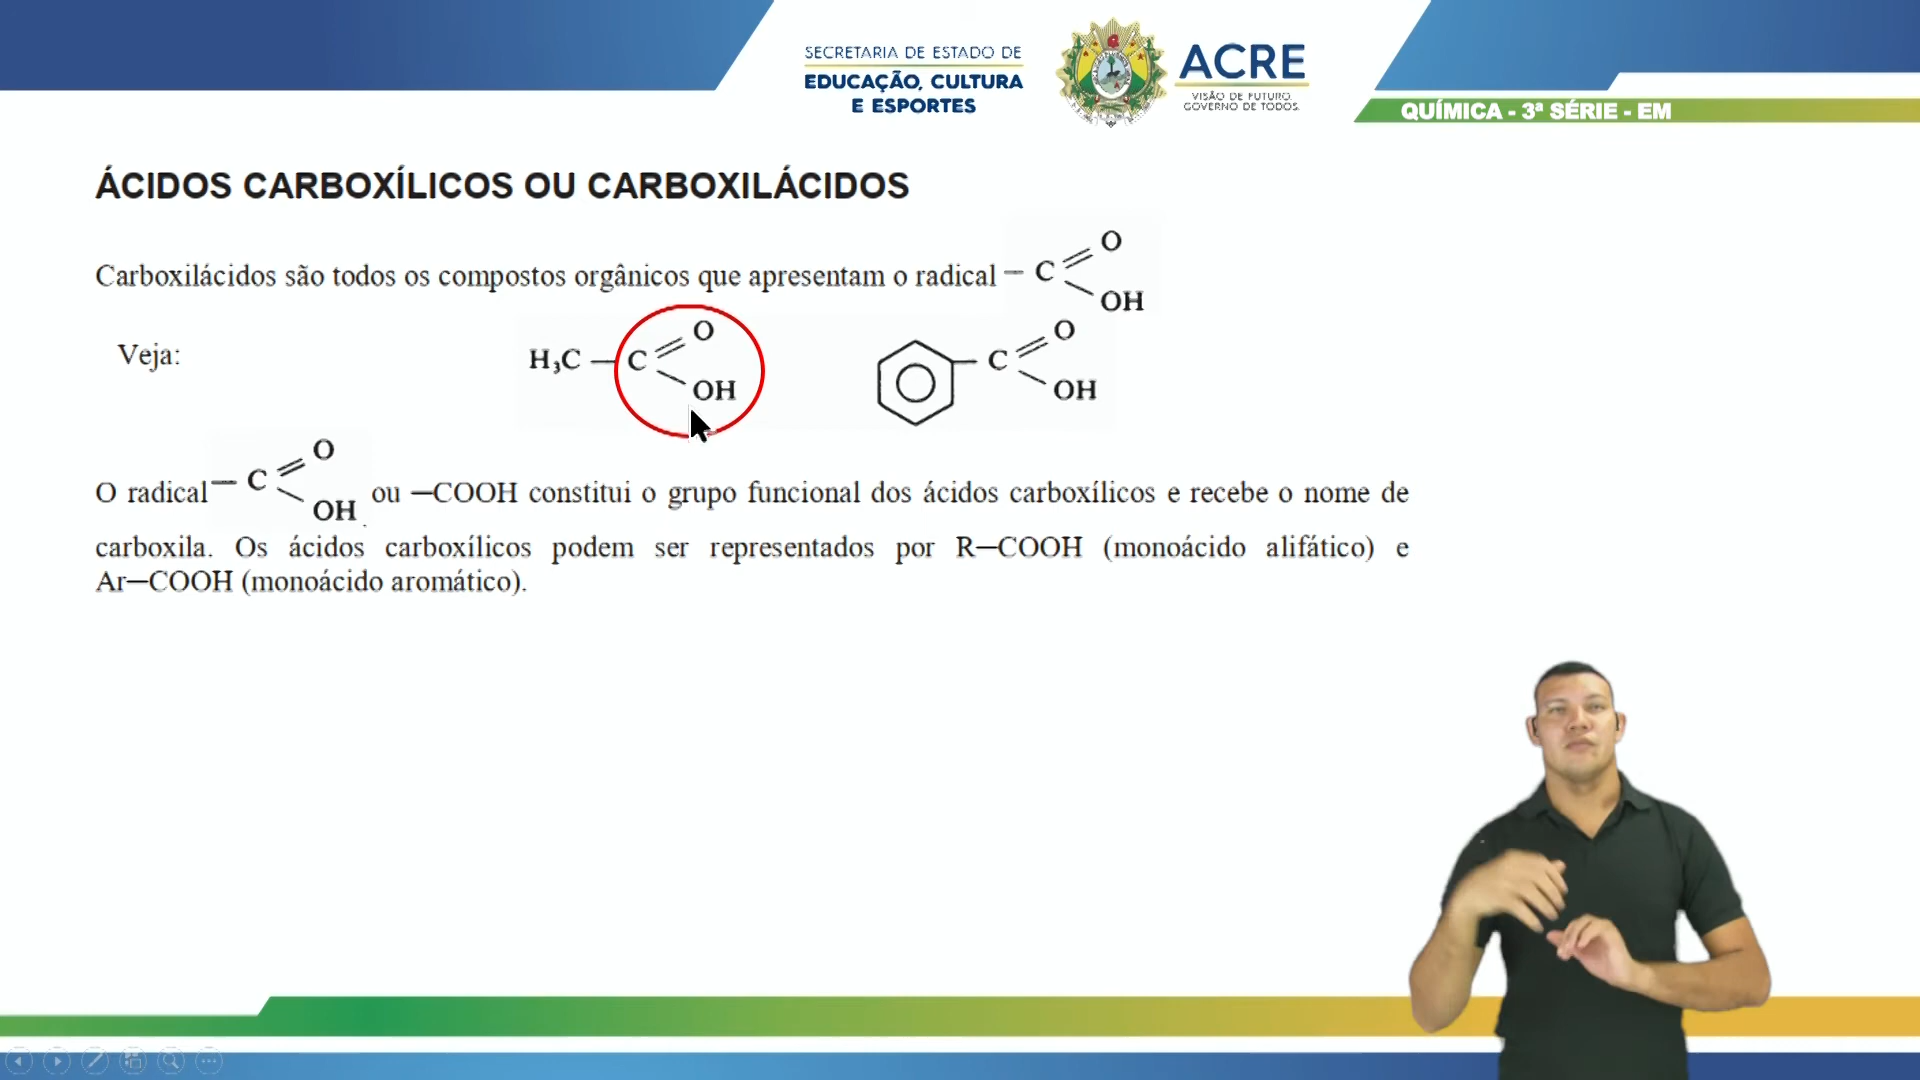 SECRETARIA DE ESTADO DE
EDUCAÇÃO, CULTURA
E ESPORTES
ACRE
VISÃO DE FUTURO.
GOVERNO DE TODOS.
QUÍMICA - 3ª SÉRIE - EM
ÁCIDOS CARBOXÍLICOS OU CARBOXILÁCIDOS
Carboxilácidos são todos os compostos orgânicos que apresentam o radical – C O OH
Veja:
H₃C — C O OH
C O OH
O radical – C O OH ou —COOH constitui o grupo funcional dos ácidos carboxílicos e recebe o nome de
carboxila. Os ácidos carboxílicos podem ser representados por R—COOH (monoácido alifático) e
Ar—COOH (monoácido aromático).